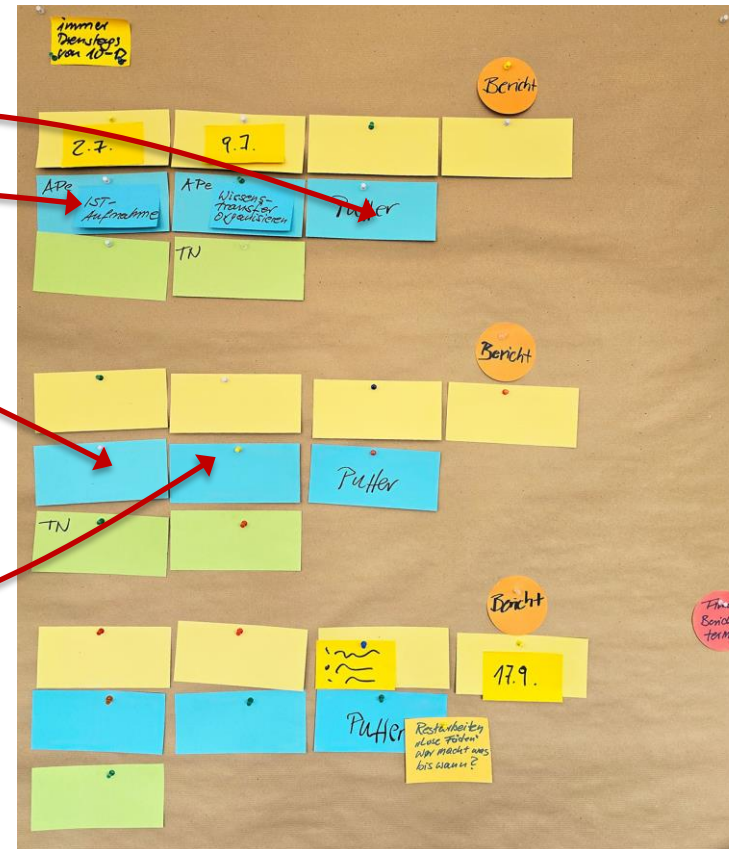 immer
Dienstags
von 10-12
Bericht
2.7.
9.7.
APe
IST-
Aufnahme
APe
Wissens-
transfer
organisieren
Puffer
TN
Bericht
Puffer
TN
Bericht
17.9.
Puffer
Restarbeiten
"Lose Fäden"
wer macht was
bis wann?